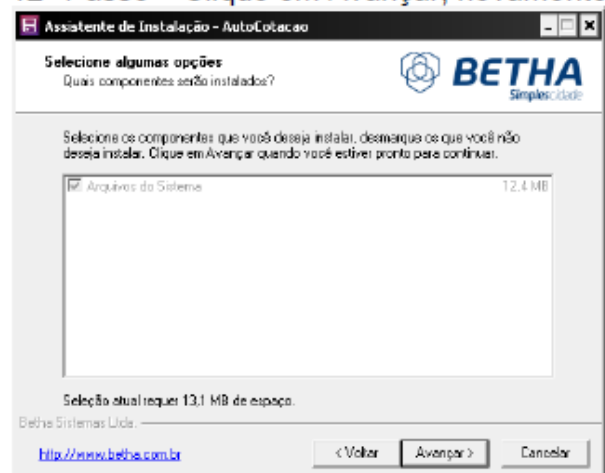 Assistente de Instalação - AutoCotacao
Selecione algumas opções
Quais componentes serão instalados?
BETHA
Simplescidade
Selecione os componentes que você deseja instalar, desmarque os que você não
deseja instalar. Clique em Avançar quando você estiver pronto para continuar.
Arquivos do Sistema 12,4 MB
Seleção atual requer 13,1 MB de espaço.
Betha Sistemas Ltda.
http://www.betha.com.br
< Voltar Avançar > Cancelar